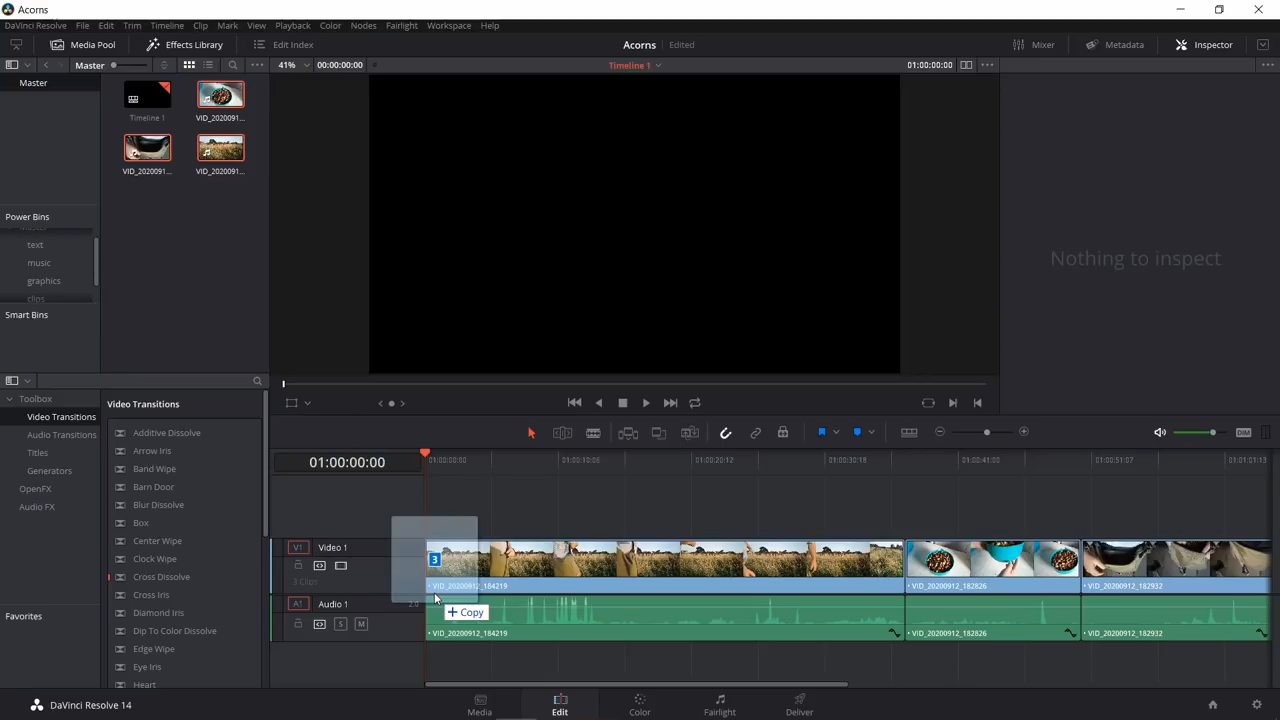 Acorns
DaVinci Resolve File Edit Trim Timeline Clip Mark View Playback Color Nodes Fairlight Workspace Help
Media Pool Effects Library Edit Index Acorns Edited Mixer Metadata Inspector
Master 41% 00:00:00:00 Timeline 1 01:00:00:00
Master
Timeline 1 VID_2020091...
VID_2020091... VID_2020091...
Power Bins
text
music
graphics
clips
Smart Bins
Nothing to inspect
Toolbox
Video Transitions
Audio Transitions
Titles
Generators
OpenFX
Audio FX
Favorites
Video Transitions
Additive Dissolve
Arrow Iris
Band Wipe
Barn Door
Blur Dissolve
Box
Center Wipe
Clock Wipe
Cross Dissolve
Cross Iris
Diamond Iris
Dip To Color Dissolve
Edge Wipe
Eye Iris
Heart
DIM
01:00:00:00 01:00:00:00 01:00:10:06 01:00:20:12 01:00:30:18 01:00:41:00 01:00:51:07 01:01:01:13
V1 Video 1
3 Clips
3
VID_20200912_184219 VID_20200912_182826 VID_20200912_182932
A1 Audio 1 2.0
S M
+ Copy
VID_20200912_184219 VID_20200912_182826 VID_20200912_182932
DaVinci Resolve 14
Media Edit Color Fairlight Deliver